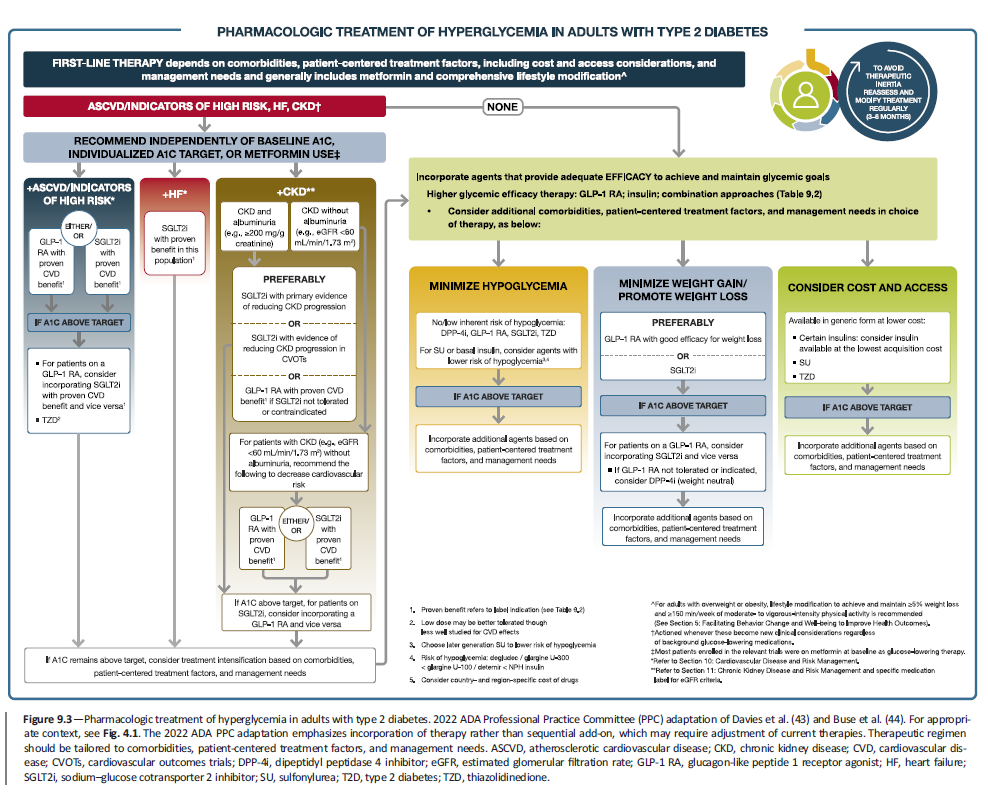 PHARMACOLOGIC TREATMENT OF HYPERGLYCEMIA IN ADULTS WITH TYPE 2 DIABETES
FIRST-LINE THERAPY depends on comorbidities, patient-centered treatment factors, including cost and access considerations, and
management needs and generally includes metformin and comprehensive lifestyle modification^
TO AVOID
THERAPEUTIC
INERTIA
REASSESS AND
MODIFY TREATMENT
REGULARLY
(3–6 MONTHS)
ASCVD/INDICATORS OF HIGH RISK, HF, CKD†
NONE
RECOMMEND INDEPENDENTLY OF BASELINE A1C,
INDIVIDUALIZED A1C TARGET, OR METFORMIN USE‡
+ASCVD/INDICATORS
OF HIGH RISK*
EITHER/
OR
GLP-1
RA with
proven
CVD
benefit¹
SGLT2i
with
proven
CVD
benefit¹
IF A1C ABOVE TARGET
▪ For patients on a
GLP-1 RA, consider
incorporating SGLT2i
with proven CVD
benefit and vice versa¹
▪ TZD²
+HF*
SGLT2i
with proven
benefit in this
population¹
+CKD**
CKD and
albuminuria
(e.g., ≥200 mg/g
creatinine)
CKD without
albuminuria
(e.g., eGFR <60
mL/min/1.73 m²)
PREFERABLY
SGLT2i with primary evidence
of reducing CKD progression
OR
SGLT2i with evidence of
reducing CKD progression in
CVOTs
OR
GLP-1 RA with proven CVD
benefit¹ if SGLT2i not tolerated
or contraindicated
For patients with CKD (e.g., eGFR
<60 mL/min/1.73 m²) without
albuminuria, recommend the
following to decrease cardiovascular
risk
GLP-1
RA with
proven
CVD
benefit¹
EITHER/
OR
SGLT2i
with
proven
CVD
benefit¹
If A1C above target, for patients on
SGLT2i, consider incorporating a
GLP-1 RA and vice versa
If A1C remains above target, consider treatment intensification based on comorbidities,
patient-centered treatment factors, and management needs
Incorporate agents that provide adequate EFFICACY to achieve and maintain glycemic goals
Higher glycemic efficacy therapy: GLP-1 RA; insulin; combination approaches (Table 9.2)
• Consider additional comorbidities, patient-centered treatment factors, and management needs in choice
of therapy, as below:
MINIMIZE HYPOGLYCEMIA
No/low inherent risk of hypoglycemia:
DPP-4i, GLP-1 RA, SGLT2i, TZD
For SU or basal insulin, consider agents with
lower risk of hypoglycemia³,⁴
IF A1C ABOVE TARGET
Incorporate additional agents based on
comorbidities, patient-centered treatment
factors, and management needs
MINIMIZE WEIGHT GAIN/
PROMOTE WEIGHT LOSS
PREFERABLY
GLP-1 RA with good efficacy for weight loss
OR
SGLT2i
IF A1C ABOVE TARGET
For patients on a GLP-1 RA, consider
incorporating SGLT2i and vice versa
▪ If GLP-1 RA not tolerated or indicated,
consider DPP-4i (weight neutral)
Incorporate additional agents based on
comorbidities, patient-centered treatment
factors, and management needs
CONSIDER COST AND ACCESS
Available in generic form at lower cost:
▪ Certain insulins: consider insulin
available at the lowest acquisition cost
▪ SU
▪ TZD
IF A1C ABOVE TARGET
Incorporate additional agents based on
comorbidities, patient-centered treatment
factors, and management needs
1. Proven benefit refers to label indication (see Table 9.2)
2. Low dose may be better tolerated though
less well studied for CVD effects
3. Choose later generation SU to lower risk of hypoglycemia
4. Risk of hypoglycemia: degludec / glargine U-300
< glargine U-100 / detemir < NPH insulin
5. Consider country- and region-specific cost of drugs
^For adults with overweight or obesity, lifestyle modification to achieve and maintain ≥5% weight loss
and ≥150 min/week of moderate- to vigorous-intensity physical activity is recommended
(See Section 5: Facilitating Behavior Change and Well-being to Improve Health Outcomes).
†Actioned whenever these become new clinical considerations regardless
of background glucose-lowering medications.
‡Most patients enrolled in the relevant trials were on metformin at baseline as glucose-lowering therapy.
*Refer to Section 10: Cardiovascular Disease and Risk Management.
**Refer to Section 11: Chronic Kidney Disease and Risk Management and specific medication
label for eGFR criteria.
Figure 9.3—Pharmacologic treatment of hyperglycemia in adults with type 2 diabetes. 2022 ADA Professional Practice Committee (PPC) adaptation of Davies et al. (43) and Buse et al. (44). For appropri-
ate context, see Fig. 4.1. The 2022 ADA PPC adaptation emphasizes incorporation of therapy rather than sequential add-on, which may require adjustment of current therapies. Therapeutic regimen
should be tailored to comorbidities, patient-centered treatment factors, and management needs. ASCVD, atherosclerotic cardiovascular disease; CKD, chronic kidney disease; CVD, cardiovascular dis-
ease; CVOTs, cardiovascular outcomes trials; DPP-4i, dipeptidyl peptidase 4 inhibitor; eGFR, estimated glomerular filtration rate; GLP-1 RA, glucagon-like peptide 1 receptor agonist; HF, heart failure;
SGLT2i, sodium–glucose cotransporter 2 inhibitor; SU, sulfonylurea; T2D, type 2 diabetes; TZD, thiazolidinedione.